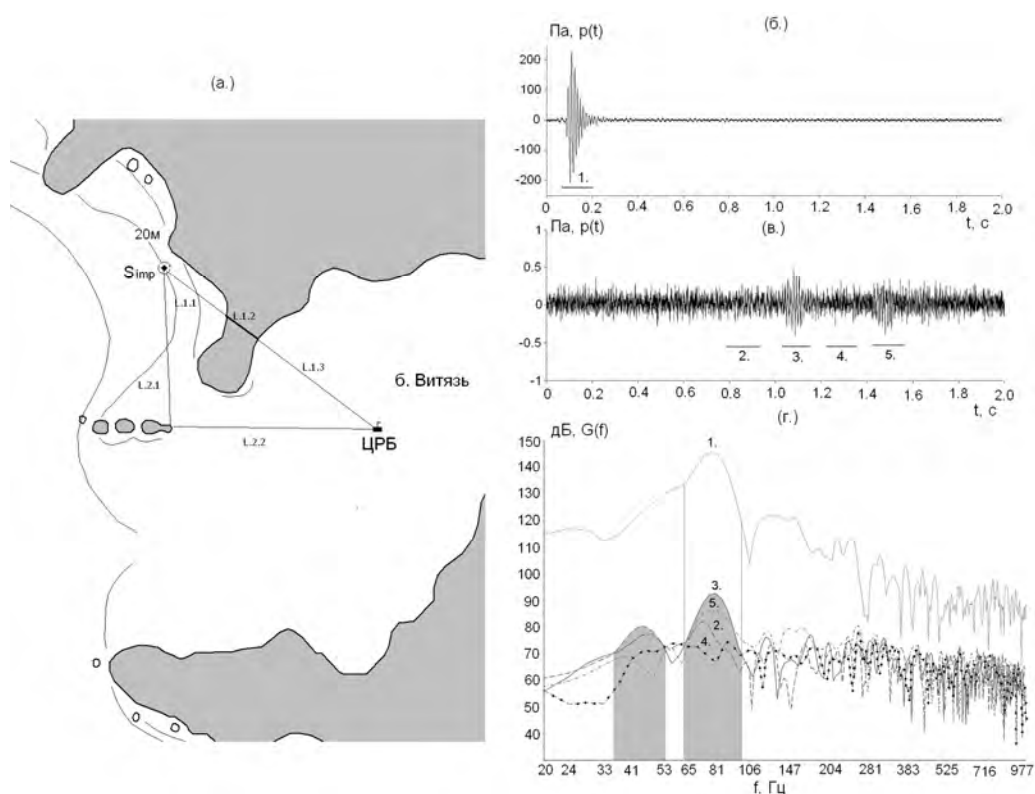 (а.)
20м
S imp
L.1.1
L.1.2
L.1.3
L.2.1
L.2.2
б. Витязь
ЦРБ
Па, p(t)
(б.)
200
100
0
-100
-200
1.
0 0.2 0.4 0.6 0.8 1.0 1.2 1.4 1.6 1.8 2.0
t, с
Па, p(t)
(в.)
0.5
0
-0.5
-1
2. 3. 4. 5.
0 0.2 0.4 0.6 0.8 1.0 1.2 1.4 1.6 1.8 2.0
t, с
дБ, G(f)
(г.)
150
140
130
120
110
100
90
80
70
60
50
40
1.
3.
5.
2.
4.
20 24 33 41 53 65 81 106 147 204 281 383 525 716 977
f, Гц